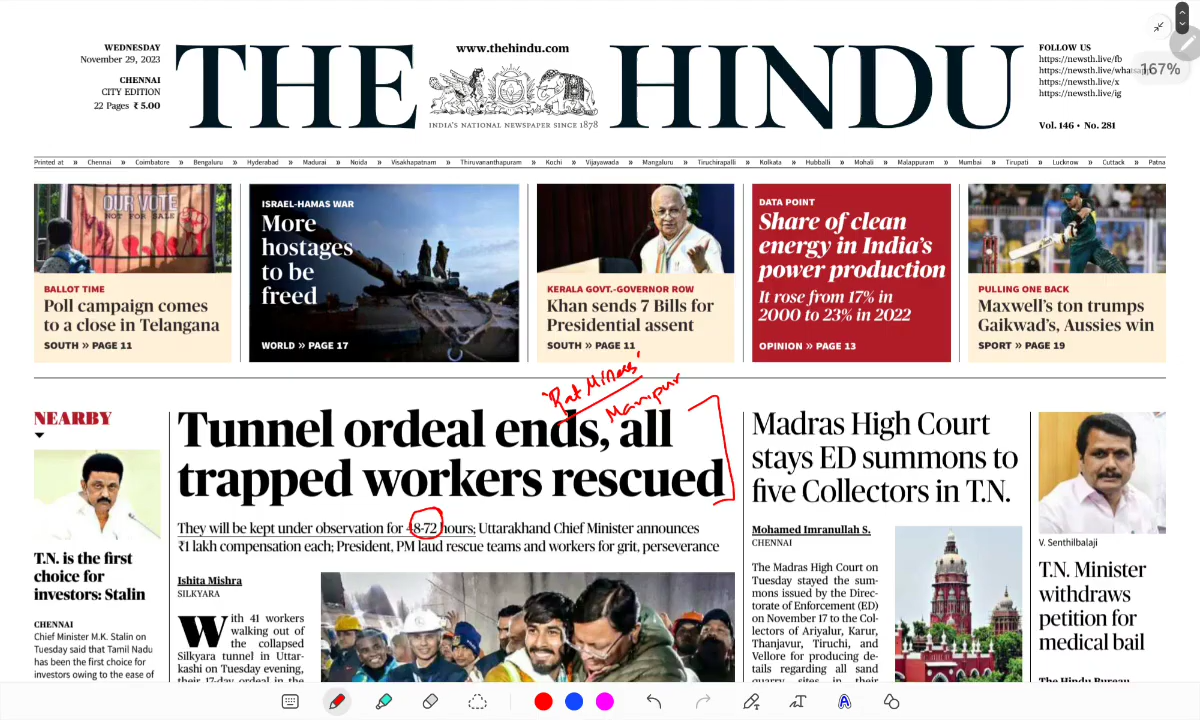 WEDNESDAY
November 29, 2023
CHENNAI
CITY EDITION
22 Pages ₹ 5.00
THE HINDU
www.thehindu.com
INDIA'S NATIONAL NEWSPAPER SINCE 1878
FOLLOW US
https://newsth.live/fb
https://newsth.live/whatsapp
https://newsth.live/x
https://newsth.live/ig
167%
Vol. 146 • No. 281
Printed at » Chennai » Coimbatore » Bengaluru » Hyderabad » Madurai » Noida » Visakhapatnam » Thiruvananthapuram » Kochi » Vijayawada » Mangaluru » Tiruchirapalli » Kolkata » Hubballi » Mohali » Malappuram » Mumbai » Tirupati » Lucknow » Cuttack » Patna
OUR VOTE
NOT FOR SALE
BALLOT TIME
Poll campaign comes
to a close in Telangana
SOUTH » PAGE 11
ISRAEL-HAMAS WAR
More
hostages
to be
freed
WORLD » PAGE 17
KERALA GOVT.-GOVERNOR ROW
Khan sends 7 Bills for
Presidential assent
SOUTH » PAGE 11
DATA POINT
Share of clean
energy in India's
power production
It rose from 17% in
2000 to 23% in 2022
OPINION » PAGE 13
PULLING ONE BACK
Maxwell's ton trumps
Gaikwad's, Aussies win
SPORT » PAGE 19
'Rat Miners'
Manipur
NEARBY
T.N. is the first
choice for
investors: Stalin
CHENNAI
Chief Minister M.K. Stalin on
Tuesday said that Tamil Nadu
has been the first choice for
investors owing to the ease of
Tunnel ordeal ends, all
trapped workers rescued
They will be kept under observation for 48-72 hours; Uttarakhand Chief Minister announces
₹1 lakh compensation each; President, PM laud rescue teams and workers for grit, perseverance
Ishita Mishra
SILKYARA
With 41 workers
walking out of
the collapsed
Silkyara tunnel in Uttar-
kashi on Tuesday evening,
their 17-day ordeal in the
Madras High Court
stays ED summons to
five Collectors in T.N.
Mohamed Imranullah S.
CHENNAI
The Madras High Court on
Tuesday stayed the sum-
mons issued by the Direc-
torate of Enforcement (ED)
on November 17 to the Col-
lectors of Ariyalur, Karur,
Thanjavur, Tiruchi, and
Vellore for producing de-
tails regarding all sand
quarry sites in their
V. Senthilbalaji
T.N. Minister
withdraws
petition for
medical bail
The Hindu Bureau